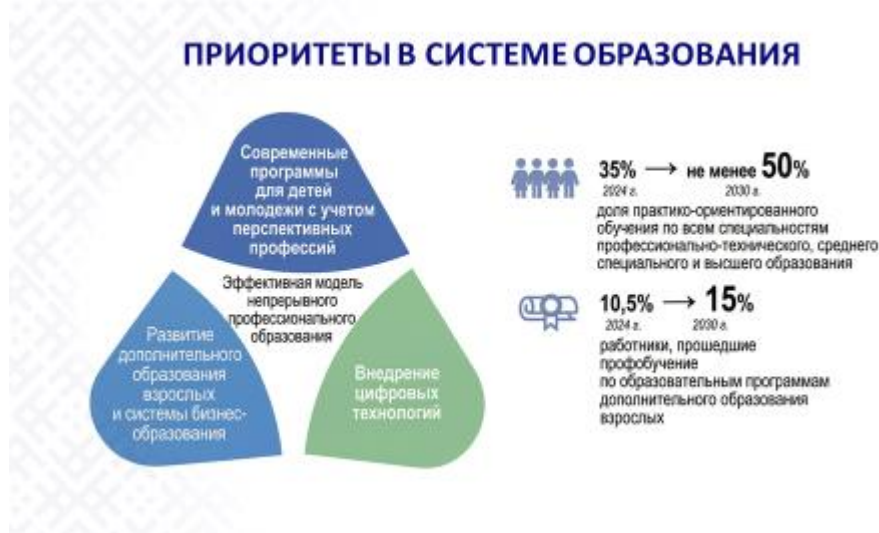 ПРИОРИТЕТЫ В СИСТЕМЕ ОБРАЗОВАНИЯ
Современные
программы
для детей
и молодежи с учетом
перспективных
профессий
Эффективная модель
непрерывного
профессионального
образования
Развитие
дополнительного
образования
взрослых
и системы бизнес-
образования
Внедрение
цифровых
технологий
35% → не менее 50%
2024 г. 2030 г.
доля практико-ориентированного
обучения по всем специальностям
профессионально-технического, среднего
специального и высшего образования
10,5% → 15%
2024 г. 2030 г.
работники, прошедшие
профобучение
по образовательным программам
дополнительного образования
взрослых